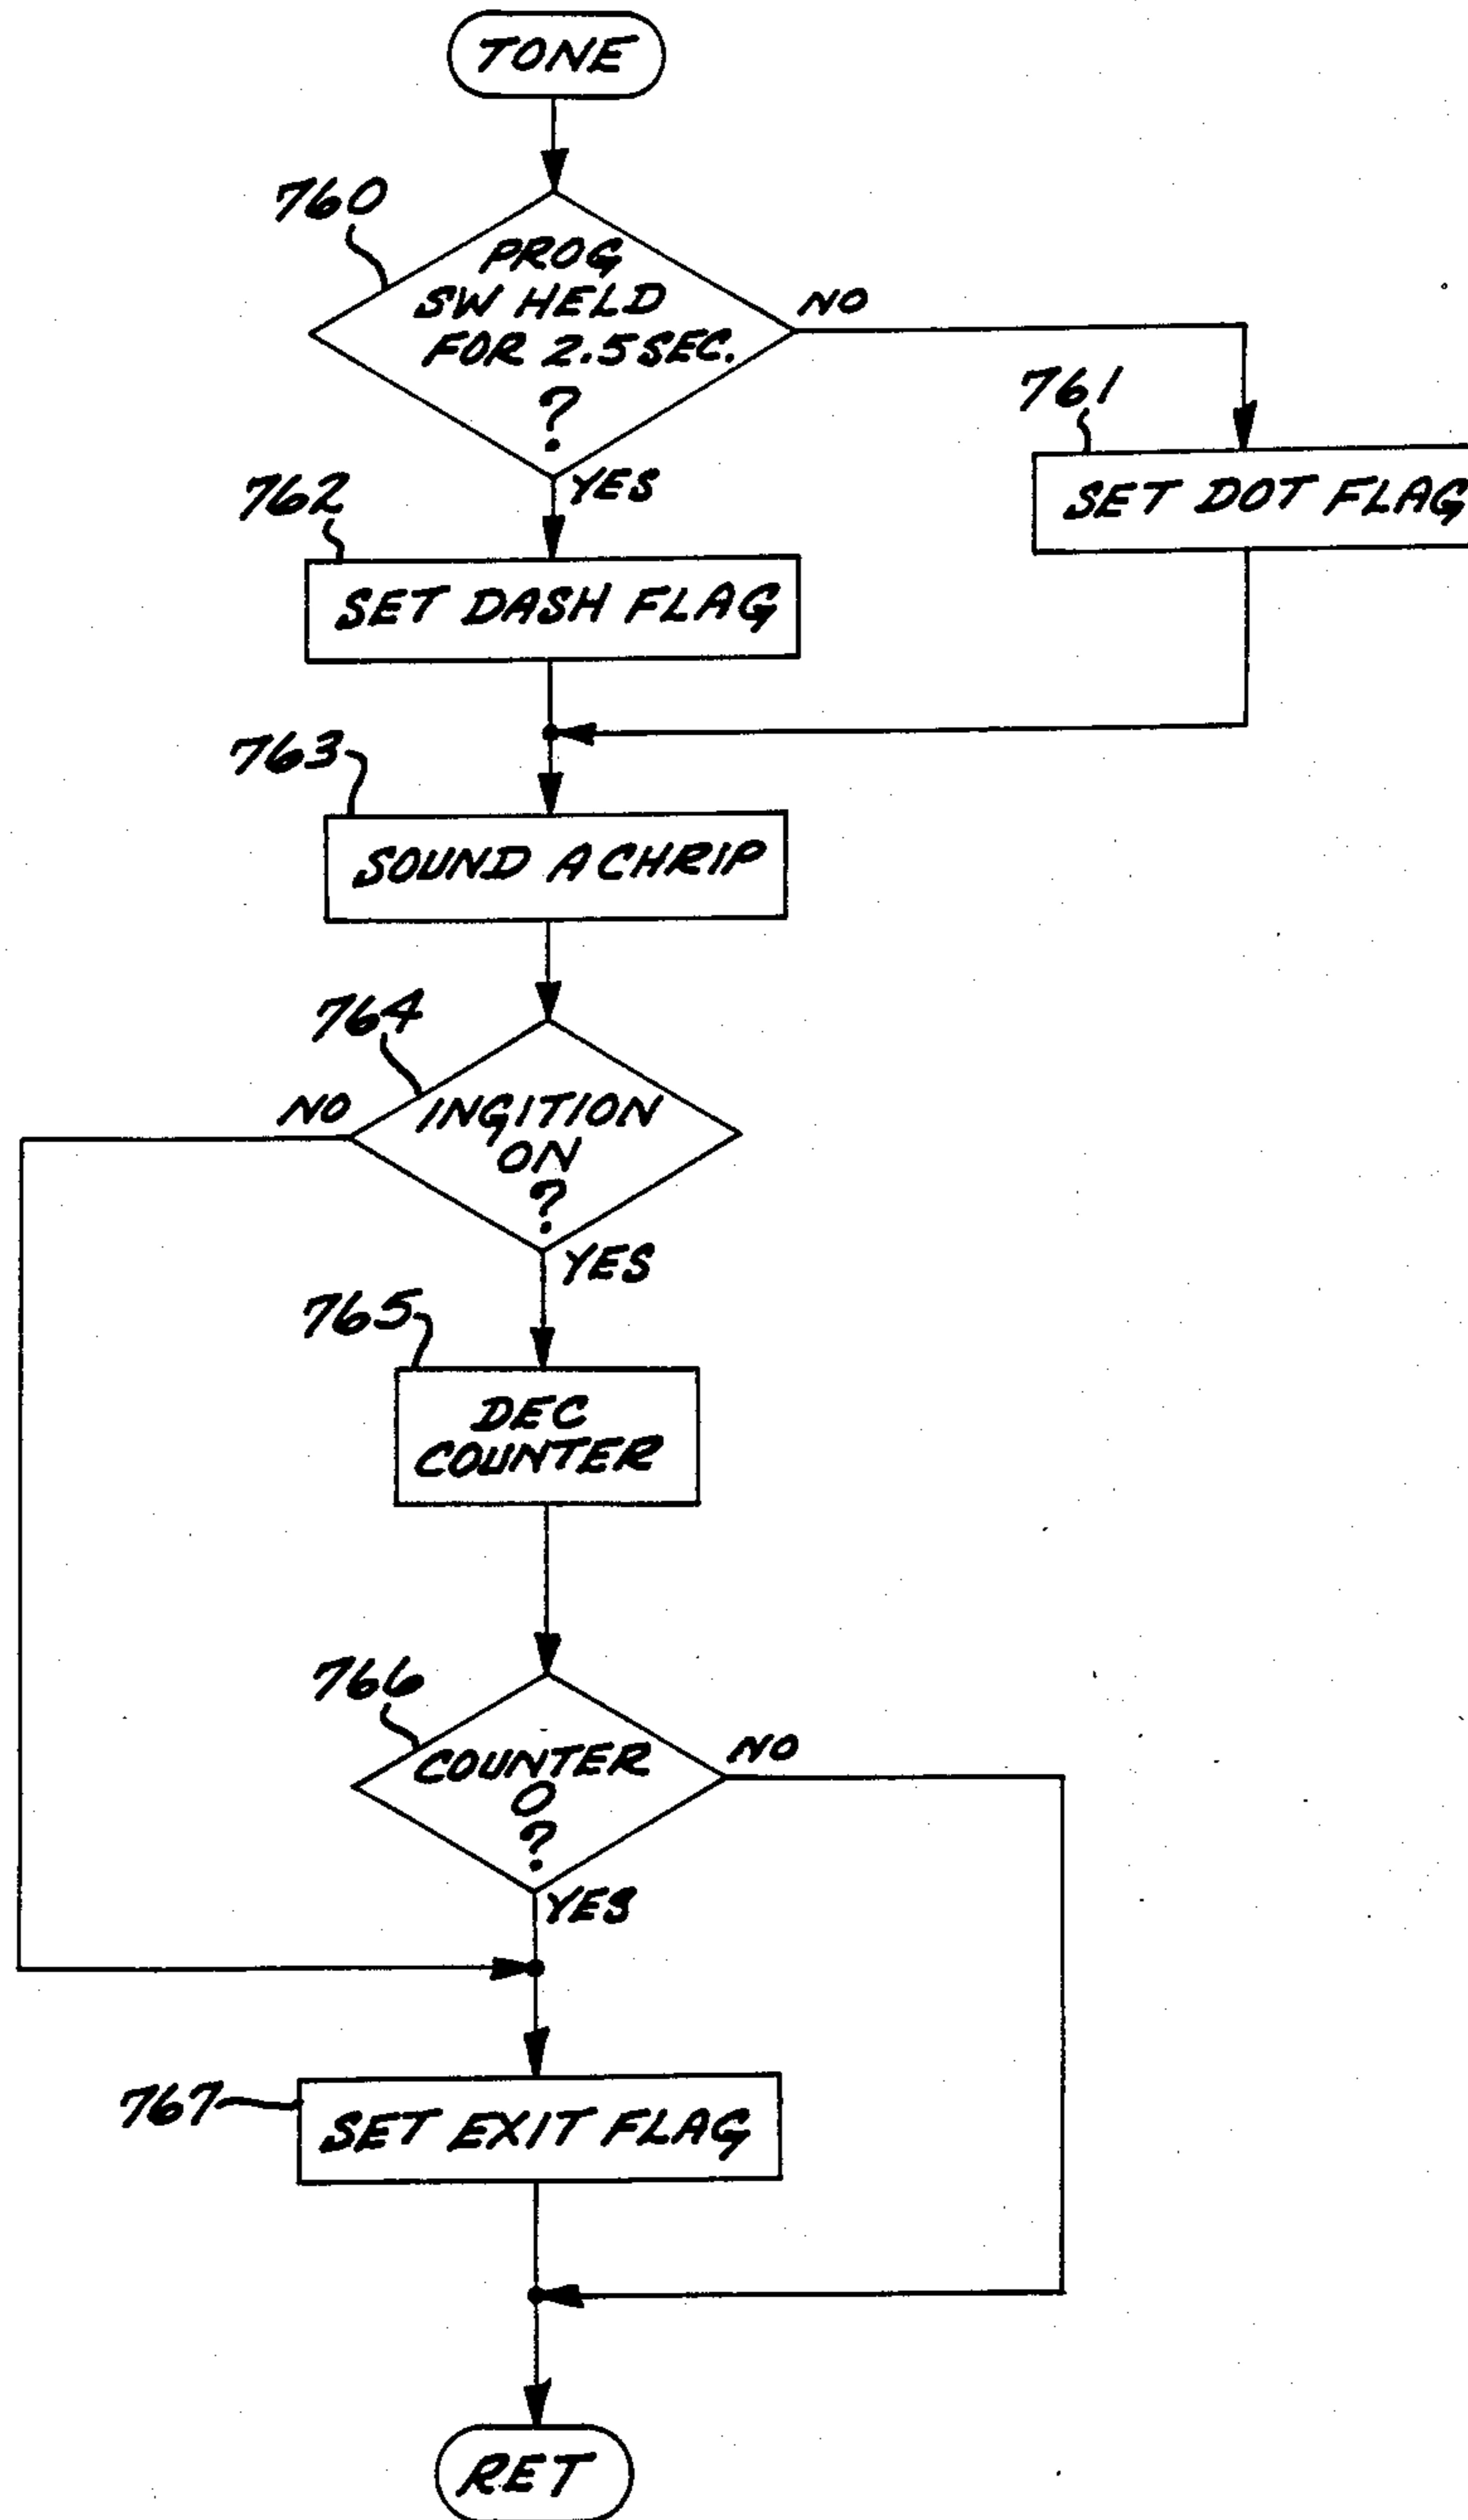 TONE
760
PROG
SW HELD
FOR 2.5 SEC.
?
NO
YES
761
SET DOT FLAG
762
SET DASH FLAG
763
SOUND A CHRIP
764
NO
INGITION
ON
?
YES
765
DEC
COUNTER
766
COUNTER
0
?
NO
YES
767
SET EXIT FLAG
RET